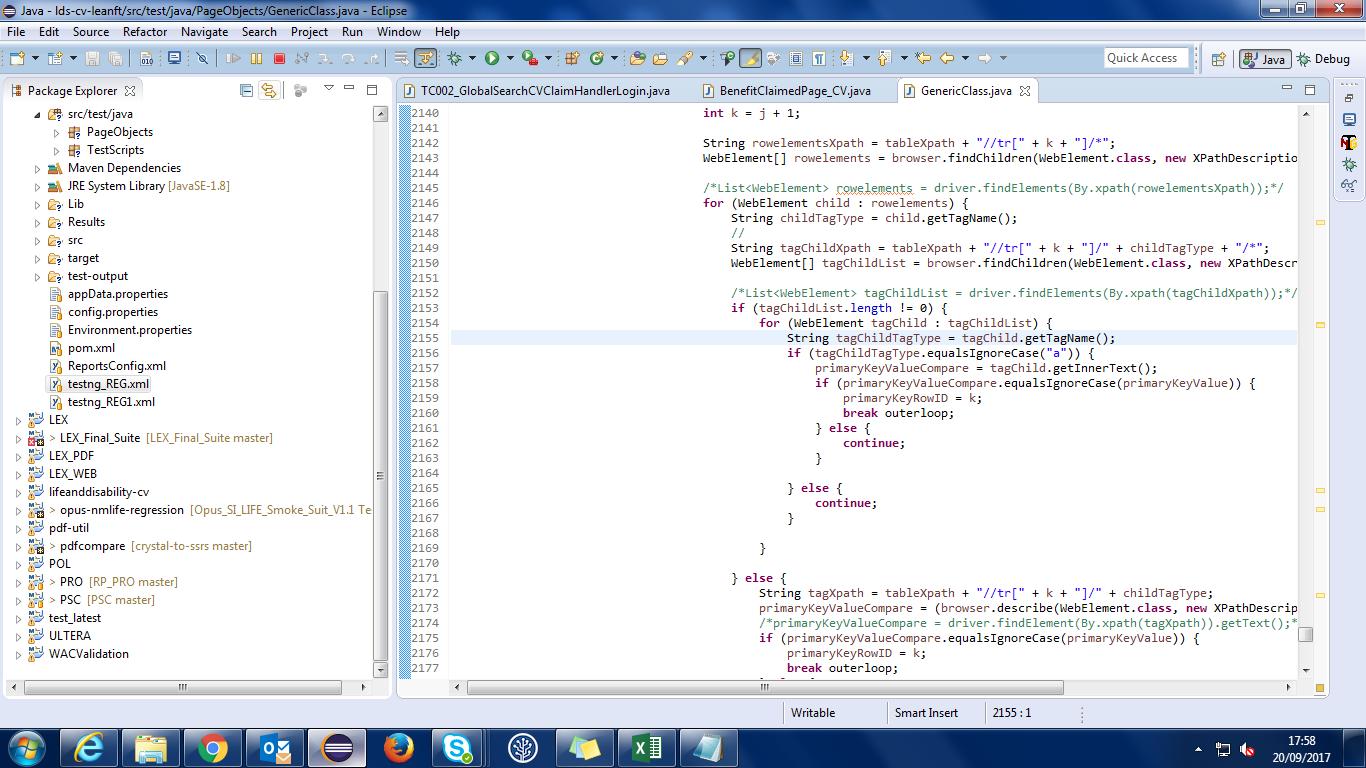 Java - lds-cv-leanft/src/test/java/PageObjects/GenericClass.java - Eclipse
File Edit Source Refactor Navigate Search Project Run Window Help
Quick Access Java Debug
Package Explorer
src/test/java
PageObjects
TestScripts
Maven Dependencies
JRE System Library [JavaSE-1.8]
Lib
Results
src
target
test-output
appData.properties
config.properties
Environment.properties
pom.xml
ReportsConfig.xml
testng_REG.xml
testng_REG1.xml
LEX
> LEX_Final_Suite [LEX_Final_Suite master]
LEX_PDF
LEX_WEB
lifeanddisability-cv
> opus-nmlife-regression [Opus_SI_LIFE_Smoke_Suit_V1.1 Te
pdf-util
> pdfcompare [crystal-to-ssrs master]
POL
> PRO [RP_PRO master]
> PSC [PSC master]
test_latest
ULTERA
WACValidation
TC002_GlobalSearchCVClaimHandlerLogin.java BenefitClaimedPage_CV.java GenericClass.java
2140 int k = j + 1;
2141
2142 String rowelementsXpath = tableXpath + "//tr[" + k + "]/*";
2143 WebElement[] rowelements = browser.findChildren(WebElement.class, new XPathDescriptio
2144
2145 /*List<WebElement> rowelements = driver.findElements(By.xpath(rowelementsXpath));*/
2146 for (WebElement child : rowelements) {
2147 String childTagType = child.getTagName();
2148 //
2149 String tagChildXpath = tableXpath + "//tr[" + k + "]/" + childTagType + "/*";
2150 WebElement[] tagChildList = browser.findChildren(WebElement.class, new XPathDescr
2151
2152 /*List<WebElement> tagChildList = driver.findElements(By.xpath(tagChildXpath));*/
2153 if (tagChildList.length != 0) {
2154 for (WebElement tagChild : tagChildList) {
2155 String tagChildTagType = tagChild.getTagName();
2156 if (tagChildTagType.equalsIgnoreCase("a")) {
2157 primaryKeyValueCompare = tagChild.getInnerText();
2158 if (primaryKeyValueCompare.equalsIgnoreCase(primaryKeyValue)) {
2159 primaryKeyRowID = k;
2160 break outerloop;
2161 } else {
2162 continue;
2163 }
2164
2165 } else {
2166 continue;
2167 }
2168
2169 }
2170
2171 } else {
2172 String tagXpath = tableXpath + "//tr[" + k + "]/" + childTagType;
2173 primaryKeyValueCompare = (browser.describe(WebElement.class, new XPathDescrip
2174 /*primaryKeyValueCompare = driver.findElement(By.xpath(tagXpath)).getText();*
2175 if (primaryKeyValueCompare.equalsIgnoreCase(primaryKeyValue)) {
2176 primaryKeyRowID = k;
2177 break outerloop;
Writable Smart Insert 2155 : 1
17:58
20/09/2017